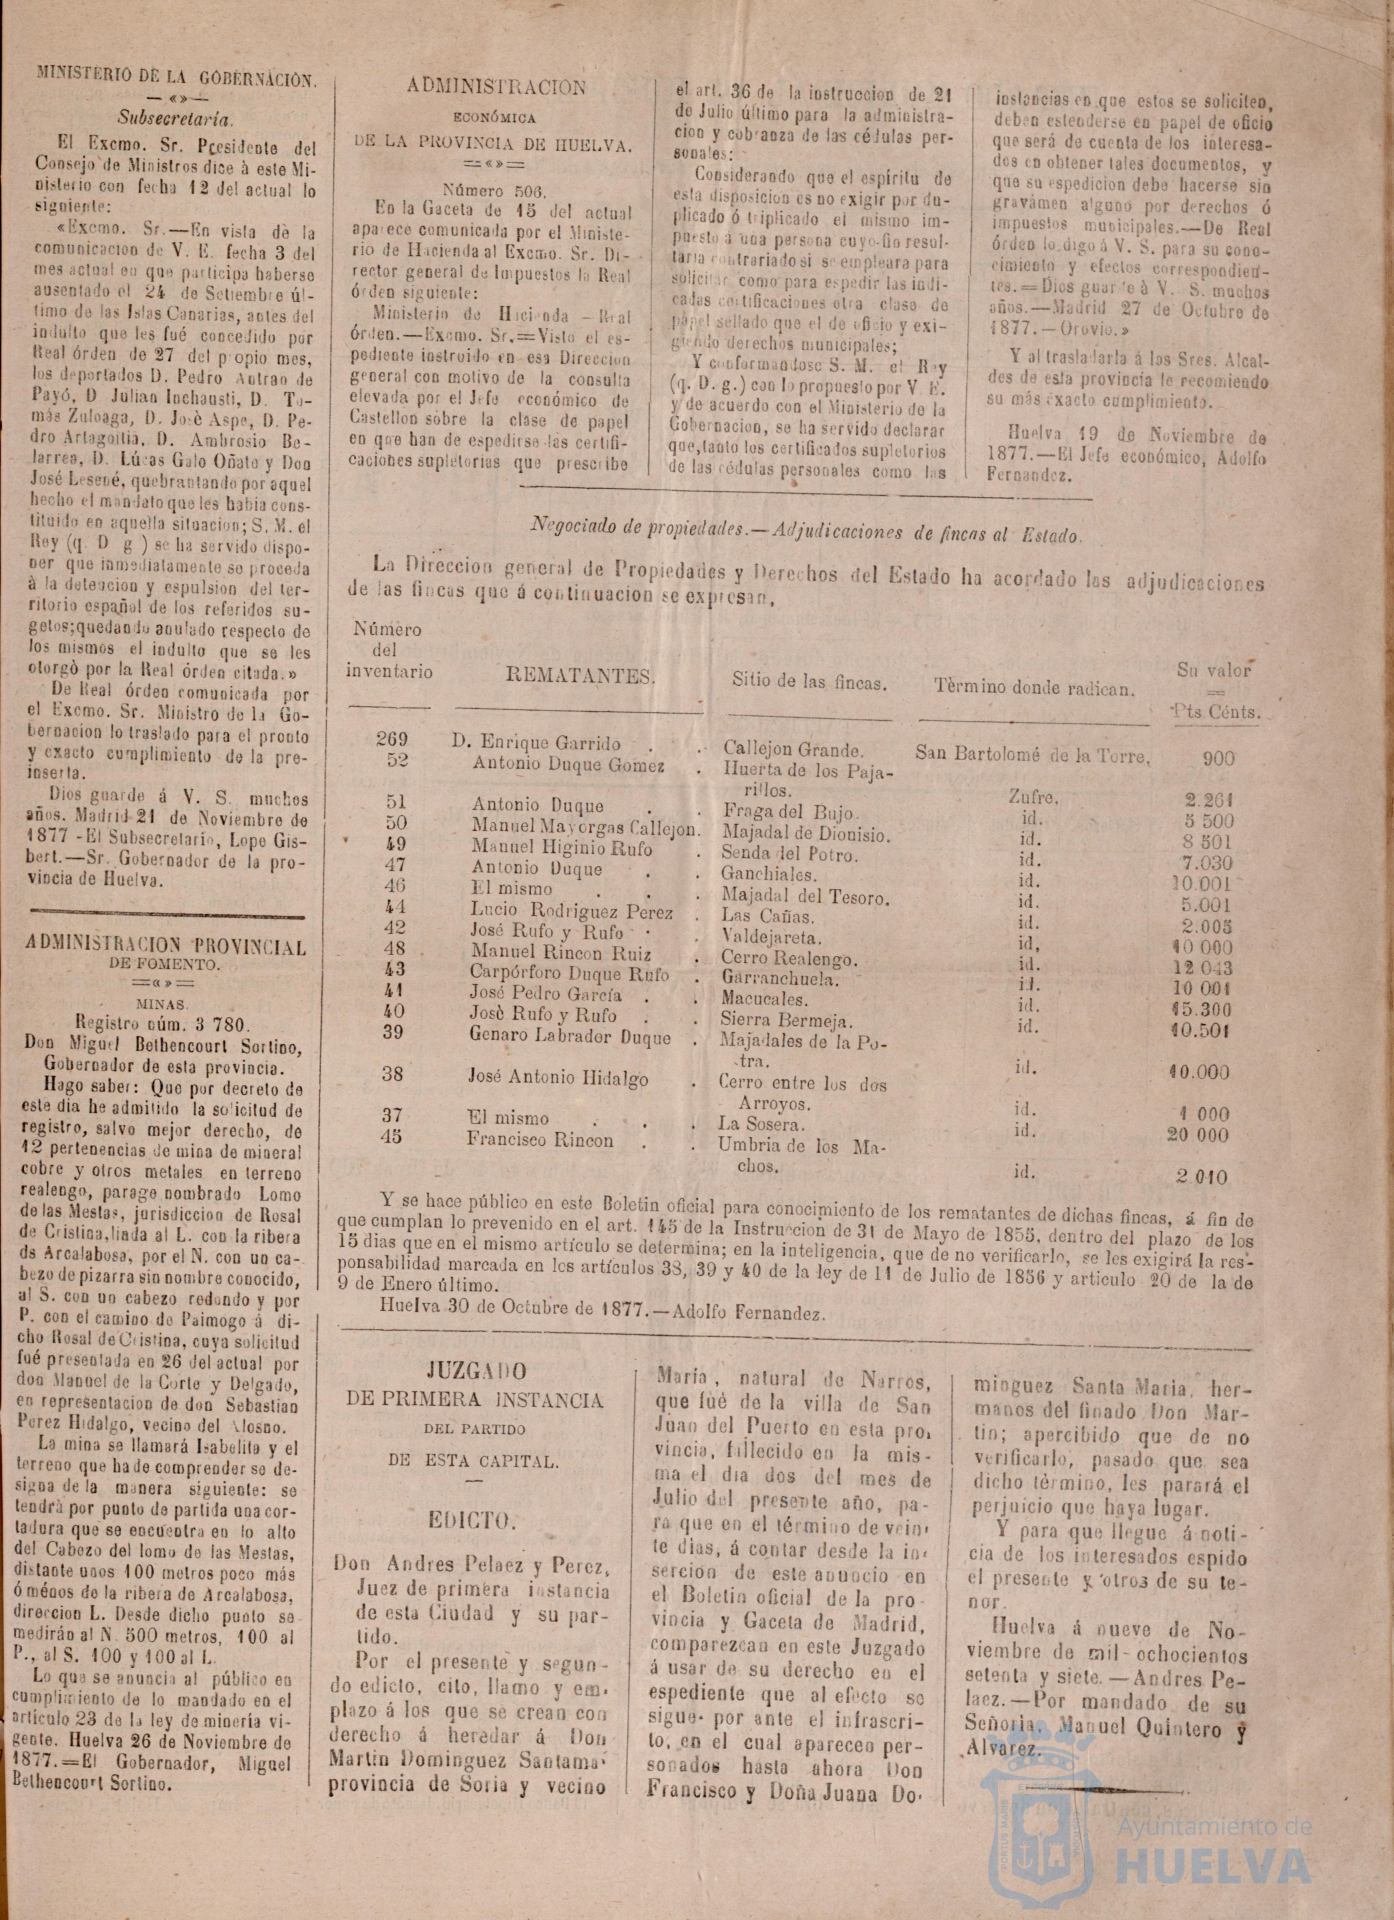 MINISTERIO DE LA GOBERNACION.
—«»—
Subsecretaría.
El Excmo. Sr. Presidente del
Consejo de Ministros dice à este Mi-
nisterio con fecha 12 del actual lo
siguiente:
«Excmo. Sr.—En vista de la
comunicacion de V. E. fecha 3 del
mes actual en que participa haberse
ausentado el 24 de Setiembre úl-
timo de las Islas Canarias, antes del
indulto que les fué concedido por
Real órden de 27 del propio mes,
los deportados D. Pedro Antran de
Payó, D Julian Inchausti, D. To-
más Zuloaga, D. Josè Aspe, D. Pe-
dro Artagoitia, D. Ambrosio Be-
larren, D. Lúcas Galo Oñate y Don
José Lesené, quebrantando por aquel
hecho el mandato que les habia cons-
tituido en aquella situacion; S. M. el
Rey (q. D g ) se ha servido dispo-
ner que inmediatamente se proceda
à la detencion y espulsion del ter-
ritorio español de los referidos su-
getos; quedando anulado respecto de
los mismos el indulto que se les
otorgò por la Real órden citada.»
De Real órden comunicada por
el Excmo. Sr. Ministro de la Go-
bernacion lo traslado para el pronto
y exacto cumplimiento de la pre-
inserta.
Dios guarde á V. S. muchos
años. Madrid 21 de Noviembre de
1877 -El Subsecretario, Lope Gis-
bert.—Sr. Gobernador de la pro-
vincia de Huelva.
ADMINISTRACION PROVINCIAL
DE FOMENTO.
=«»=
MINAS.
Registro núm. 3 780.
Don Miguel Bethencourt Sortino,
Gobernador de esta provincia.
Hago saber: Que por decreto de
este dia he admitido la solicitud de
registro, salvo mejor derecho, de
12 pertenencias de mina de mineral
cobre y otros metales en terreno
realengo, parage nombrado Lomo
de las Mestas, jurisdiccion de Rosal
de Cristina, linda al L. con la ribera
ds Arcalabosa, por el N. con un ca-
bezo de pizarra sin nombre conocido,
al S. con un cabezo redondo y por
P. con el camino de Paimogo á di-
cho Rosal de Cristina, cuya solicitud
fué presentada en 26 del actual por
don Manuel de la Corte y Delgado,
en representacion de don Sebastian
Perez Hidalgo, vecino del Alosno.
La mina se llamará Isabelita y el
terreno que ha de comprender se de-
signa de la manera siguiente: se
tendrá por punto de partida una cor-
tadura que se encuentra en lo alto
del Cabezo del lomo de las Mestas,
distante unos 100 metros poco más
ó ménos de la ribera de Arcalabosa,
direccion L. Desde dicho punto se
medirán al N. 500 metros, 100 al
P., al S. 100 y 100 al L.
Lo que se anuncia al público en
cumplimiento de lo mandado en el
artículo 23 de la ley de minería vi-
gente. Huelva 26 de Noviembre de
1877.=El Gobernador, Miguel
Bethencourt Sortino.
ADMINISTRACION
ECONÓMICA
DE LA PROVINCIA DE HUELVA.
=«»=
Número 506.
En la Gaceta de 15 del actual
aparece comunicada por el Ministe-
rio de Hacienda al Excmo. Sr. Di-
rector general de Impuestos la Real
órden siguiente:
Ministerio de Hacienda —Real
órden.—Excmo. Sr.=Visto el es-
pediente instruido en esa Direccion
general con motivo de la consulta
elevada por el Jefe económico de
Castellon sobre la clase de papel
en que han de espedirse las certifi-
caciones supletorias que prescribe
el art. 36 de la instruccion de 21
de Julio último para la administra-
cion y cobranza de las cédulas per-
sonales:
Considerando que el espíritu de
esta disposicion es no exigir por du-
plicado ó triplicado el mismo im-
puesto á una persona cuyo fin resul-
taria contrariado si se empleara para
solicitar como para espedir las indi-
cadas certificaciones otra clase de
papel sellado que el de oficio y exi-
giendo derechos municipales;
Y conformandose S. M. el Rey
(q. D. g.) con lo propuesto por V. E.
y de acuerdo con el Ministerio de la
Gobernacion, se ha servido declarar
que, tanto los certificados supletorios
de las cédulas personales como las
instancias en que estos se soliciten,
deben estenderse en papel de oficio
que será de cuenta de los interesa-
dos en obtener tales documentos, y
que su espedicion debe hacerse sin
gravámen alguno por derechos ó
impuestos municipales.—De Real
órden lo digo á V. S. para su cono-
cimiento y efectos correspondien-
tes.=Dios guarde à V. S. muchos
años.—Madrid 27 de Octubre de
1877.—Orovio.»
Y al trasladarla á los Sres. Alcal-
des de esta provincia le recomiendo
su más exacto cumplimiento.
Huelva 19 de Noviembre de
1877.—El Jefe económico, Adolfo
Fernandez.
Negociado de propiedades.—Adjudicaciones de fincas al Estado.
La Direccion general de Propiedades y Derechos del Estado ha acordado las adjudicaciones
de las fincas que á continuacion se expresan,
Número del inventario REMATANTES. Sitio de las fincas. Tèrmino donde radican. Su valor = Pts Cénts.
269 D. Enrique Garrido . . Callejon Grande. San Bartolomé de la Torre. 900
52 Antonio Duque Gomez . Huerta de los Paja-
rillos. Zufre. 2.261
51 Antonio Duque . . Fraga del Bujo. id. 5 500
50 Manuel Mayorgas Callejon. Majadal de Dionisio. id. 8 501
49 Manuel Higinio Rufo . Senda del Potro. id. 7.030
47 Antonio Duque . . Ganchiales. id. 10.001
46 El mismo . . . Majadal del Tesoro. id. 5.001
44 Lucio Rodriguez Perez . Las Cañas. id. 2.005
42 José Rufo y Rufo . . Valdejareta. id, 10 000
48 Manuel Rincon Ruiz . Cerro Realengo. id. 12 043
43 Carpórforo Duque Rufo . Garranchuela. id. 10 001
41 José Pedro García . . Macucales. id. 15.300
40 Josè Rufo y Rufo . . Sierra Bermeja. id. 10.501
39 Genaro Labrador Duque . Majadales de la Po-
tra. id. 10.000
38 José Antonio Hidalgo . Cerro entre los dos
Arroyos. id. 1 000
37 El mismo . . . La Sosera. id. 20 000
45 Francisco Rincon . . Umbria de los Ma-
chos. id. 2 010
Y se hace público en este Boletin oficial para conocimiento de los rematantes de dichas fincas, á fin de
que cumplan lo prevenido en el art. 145 de la Instruccion de 31 de Mayo de 1855, dentro del plazo de los
15 dias que en el mismo artículo se determina; en la inteligencia, que de no verificarlo, se les exigirá la res-
ponsabilidad marcada en los artículos 38, 39 y 40 de la ley de 11 de Julio de 1856 y articulo 20 de la de
9 de Enero último.
Huelva 30 de Octubre de 1877.—Adolfo Fernandez.
JUZGADO
DE PRIMERA INSTANCIA
DEL PARTIDO
DE ESTA CAPITAL.
—
EDICTO.
Don Andres Pelaez y Perez,
Juez de primera instancia
de esta Ciudad y su par-
tido.
Por el presente y segun-
do edicto, cito, llamo y em-
plazo á los que se crean con
derecho á heredar á Don
Martin Dominguez Santama-
provincia de Soria y vecino
María, natural de Narros,
que fué de la villa de San
Juan del Puerto en esta pro-
vincia, fallecido en la mis-
ma el dia dos del mes de
Julio del presente año, pa-
ra que en el término de vein-
te dias, á contar desde la in-
sercion de este anuncio en
el Boletin oficial de la pro-
vincia y Gaceta de Madrid,
comparezcan en este Juzgado
á usar de su derecho en el
espediente que al efecto se
sigue por ante el infrascri-
to, en el cual aparecen per-
sonados hasta ahora Don
Francisco y Doña Juana Do-
minguez Santa Maria, her-
manos del finado Don Mar-
tin; apercibido que de no
verificarlo, pasado que sea
dicho tèrmino, les parará el
perjuicio que haya lugar.
Y para que llegue á noti-
cia de los interesados espido
el presente y otros de su te-
nor.
Huelva á nueve de No-
viembre de mil ochocientos
setenta y siete.—Andres Pe-
laez.—Por mandado de su
Señoria, Manuel Quintero y
Alvarez.
Ayuntamiento de
HUELVA